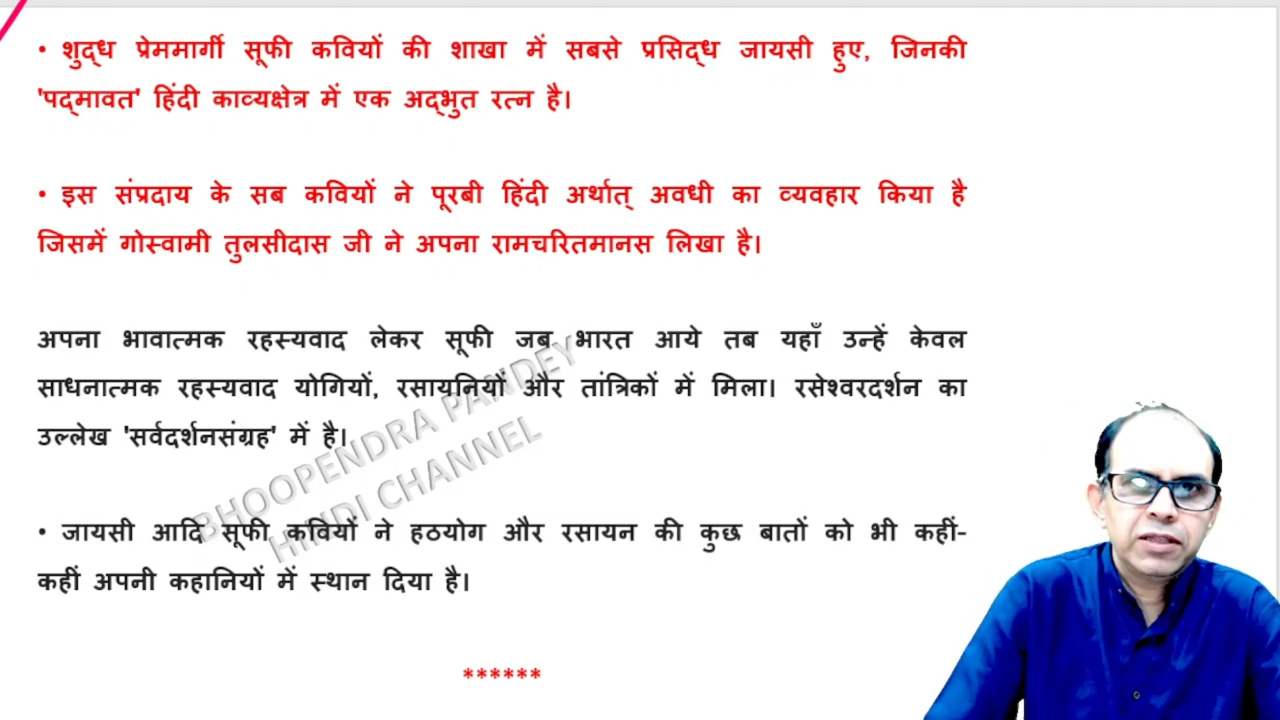 • शुद्ध प्रेममार्गी सूफी कवियों की शाखा में सबसे प्रसिद्ध जायसी हुए, जिनकी
'पद्मावत' हिंदी काव्यक्षेत्र में एक अद्भुत रत्न है।
• इस संप्रदाय के सब कवियों ने पूरबी हिंदी अर्थात् अवधी का व्यवहार किया है
जिसमें गोस्वामी तुलसीदास जी ने अपना रामचरितमानस लिखा है।
अपना भावात्मक रहस्यवाद लेकर सूफी जब भारत आये तब यहाँ उन्हें केवल
साधनात्मक रहस्यवाद योगियों, रसायनियों और तांत्रिकों में मिला। रसेश्वरदर्शन का
उल्लेख 'सर्वदर्शनसंग्रह' में है।
• जायसी आदि सूफी कवियों ने हठयोग और रसायन की कुछ बातों को भी कहीं-
कहीं अपनी कहानियों में स्थान दिया है।
******
BHOOPENDRA PANDEY
HINDI CHANNEL